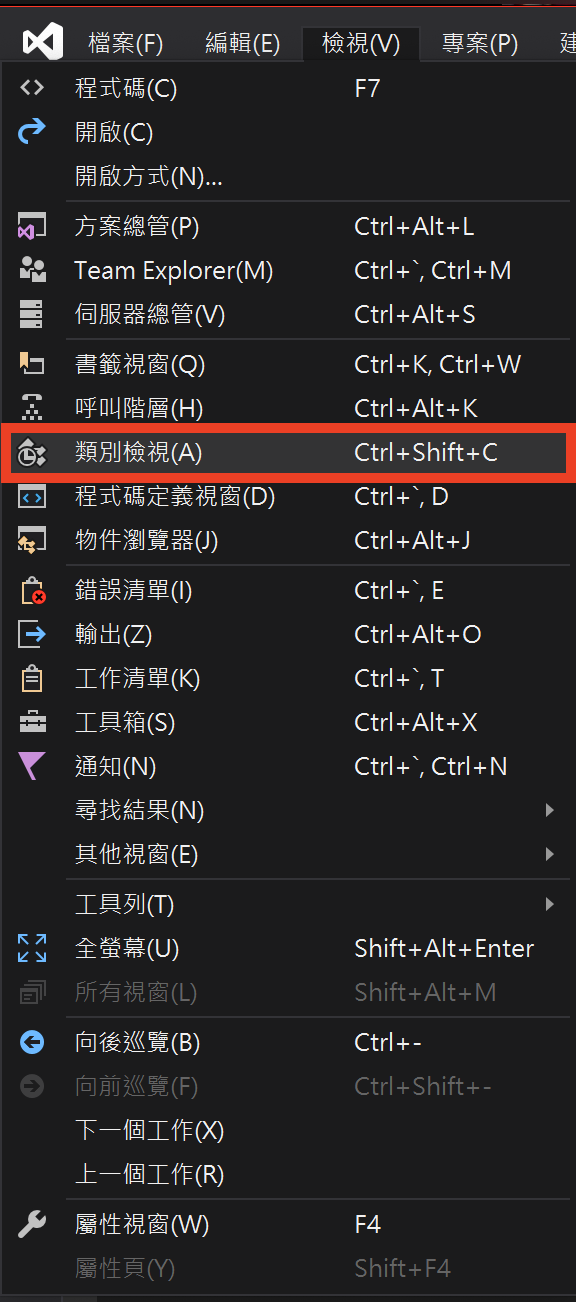 檔案(F) 編輯(E) 檢視(V) 專案(P)
程式碼(C) F7
開啟(C)
開啟方式(N)...
方案總管(P) Ctrl+Alt+L
Team Explorer(M) Ctrl+`, Ctrl+M
伺服器總管(V) Ctrl+Alt+S
書籤視窗(Q) Ctrl+K, Ctrl+W
呼叫階層(H) Ctrl+Alt+K
類別檢視(A) Ctrl+Shift+C
程式碼定義視窗(D) Ctrl+`, D
物件瀏覽器(J) Ctrl+Alt+J
錯誤清單(I) Ctrl+`, E
輸出(Z) Ctrl+Alt+O
工作清單(K) Ctrl+`, T
工具箱(S) Ctrl+Alt+X
通知(N) Ctrl+`, Ctrl+N
尋找結果(N)
其他視窗(E)
工具列(T)
全螢幕(U) Shift+Alt+Enter
所有視窗(L) Shift+Alt+M
向後巡覽(B) Ctrl+-
向前巡覽(F) Ctrl+Shift+-
下一個工作(X)
上一個工作(R)
屬性視窗(W) F4
屬性頁(Y) Shift+F4